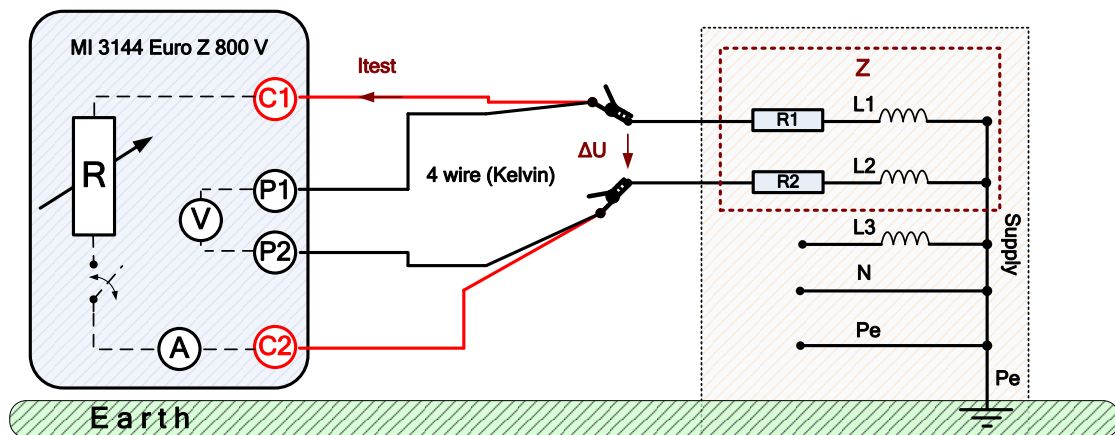 MI 3144 Euro Z 800 V
C1
Itest
R
P1
V
P2
A
C2
4 wire (Kelvin)
ΔU
Z
R1
L1
R2
L2
L3
N
Pe
Supply
Pe
Earth